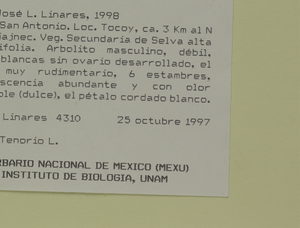 José L. Linares, 1998
San Antonio. Loc. Tocoy, ca. 3 Km al N
ajnec. Veg. Secundaria de Selva alta
ifolia. Arbolito masculino, débil,
blancas sin ovario desarrollado, el
muy rudimentario, 6 estambres,
scencia abundante y con olor
ble (dulce), el pétalo cordado blanco.
Linares 4310 25 octubre 1997
Tenorio L.
RBARIO NACIONAL DE MEXICO (MEXU)
INSTITUTO DE BIOLOGIA, UNAM